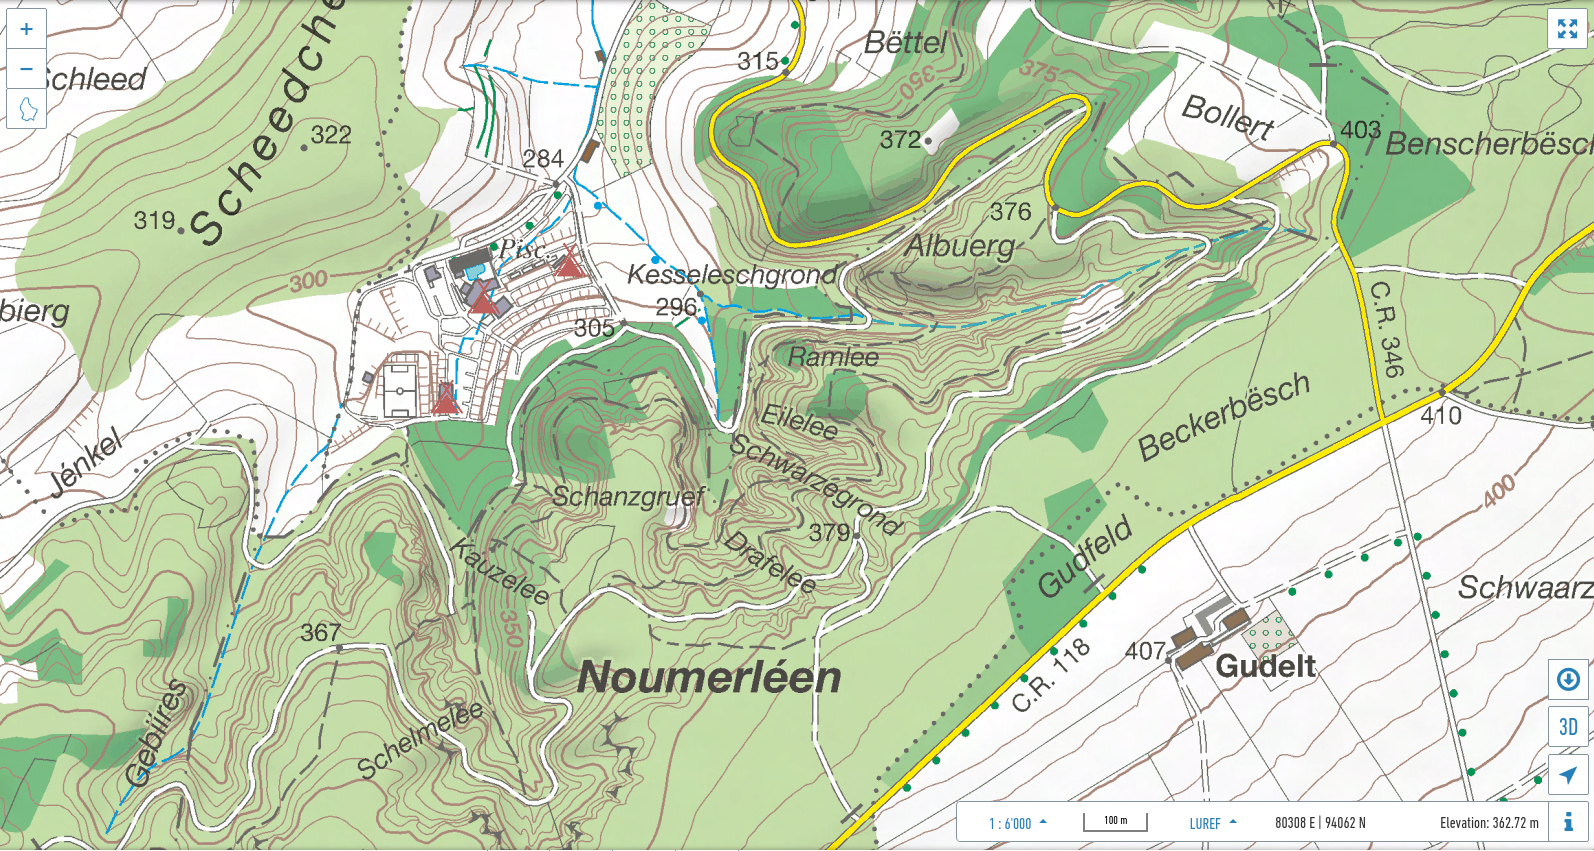 +
−
Schleed
Scheedche
322
319
300
bierg
Jénkel
284
Pisc.
315
Bëttel
350
375
372
Bollert
403
Benscherbësch
376
Albuerg
Kesseleschgrond
296
305
Ramlee
Eilelee
Schwarzegrond
Schanzgruef
379
Drafelee
Kauzelee
350
367
Noumerléen
Schelmelee
Gebiires
C.R. 346
Beckerbësch
410
400
Gudfeld
Schwaarz
407
Gudelt
C.R. 118
3D
1 : 6'000
100 m
LUREF
80308 E | 94062 N
Elevation: 362.72 m
i